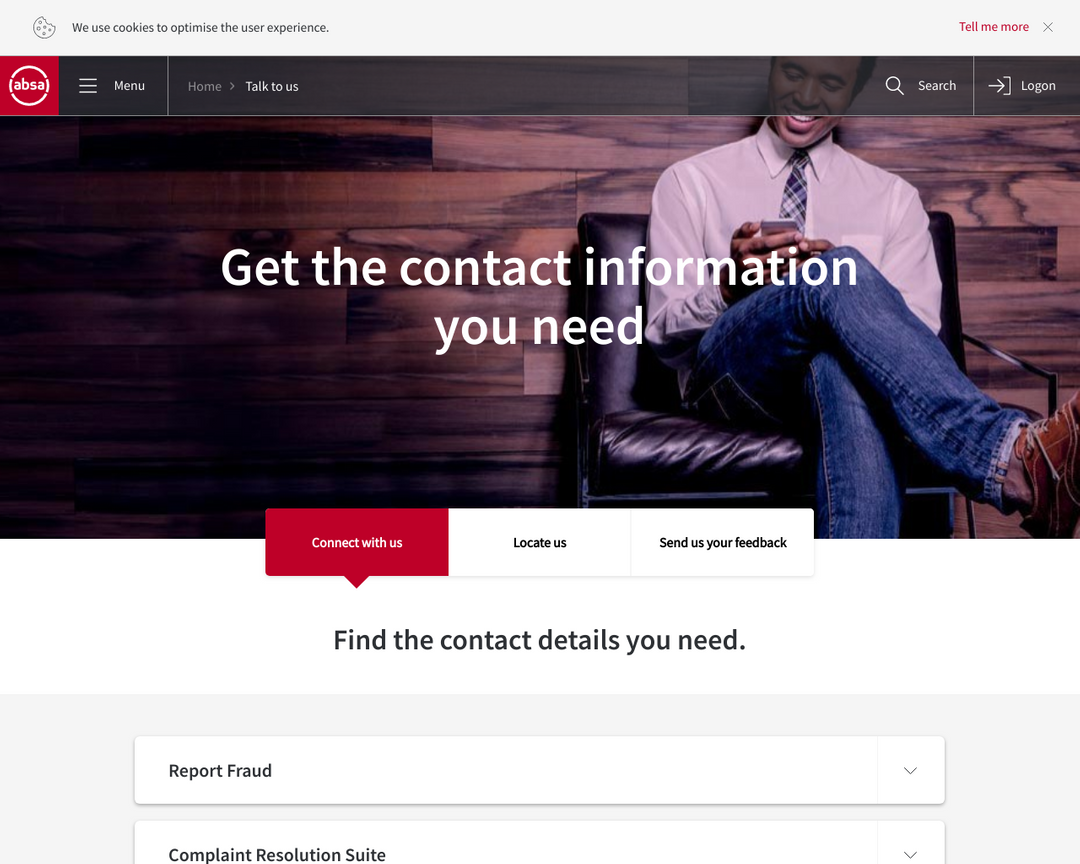 We use cookies to optimise the user experience.
Tell me more
absa
Menu
Home
Talk to us
Search
Logon
Get the contact information
you need
Connect with us
Locate us
Send us your feedback
Find the contact details you need.
Report Fraud
Complaint Resolution Suite